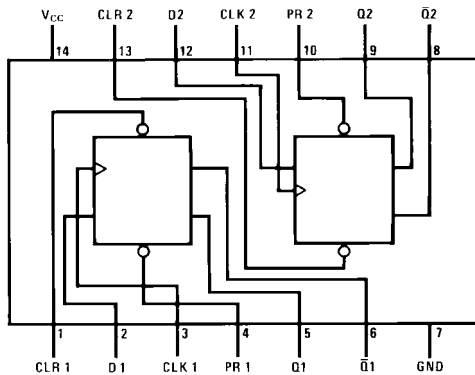 V_CC CLR 2 D2 CLK 2 PR 2 Q2 Q̅2
14 13 12 11 10 9 8
1 2 3 4 5 6 7
CLR 1 D 1 CLK 1 PR 1 Q1 Q̅1 GND